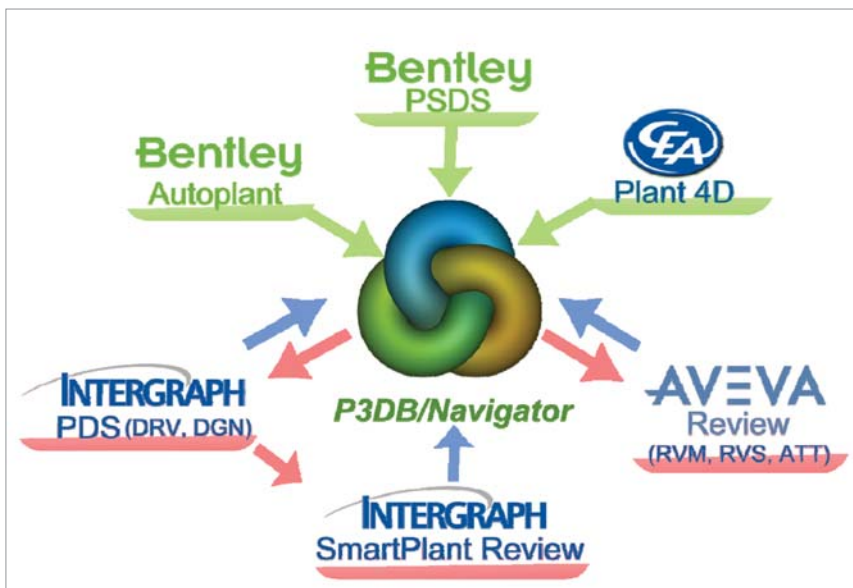 Bentley
PSDS
Bentley
Autoplant
CEA
Plant 4D
INTERGRAPH
PDS (DRV, DGN)
P3DB/Navigator
AVEVA
Review
(RVM, RVS, ATT)
INTERGRAPH
SmartPlant Review